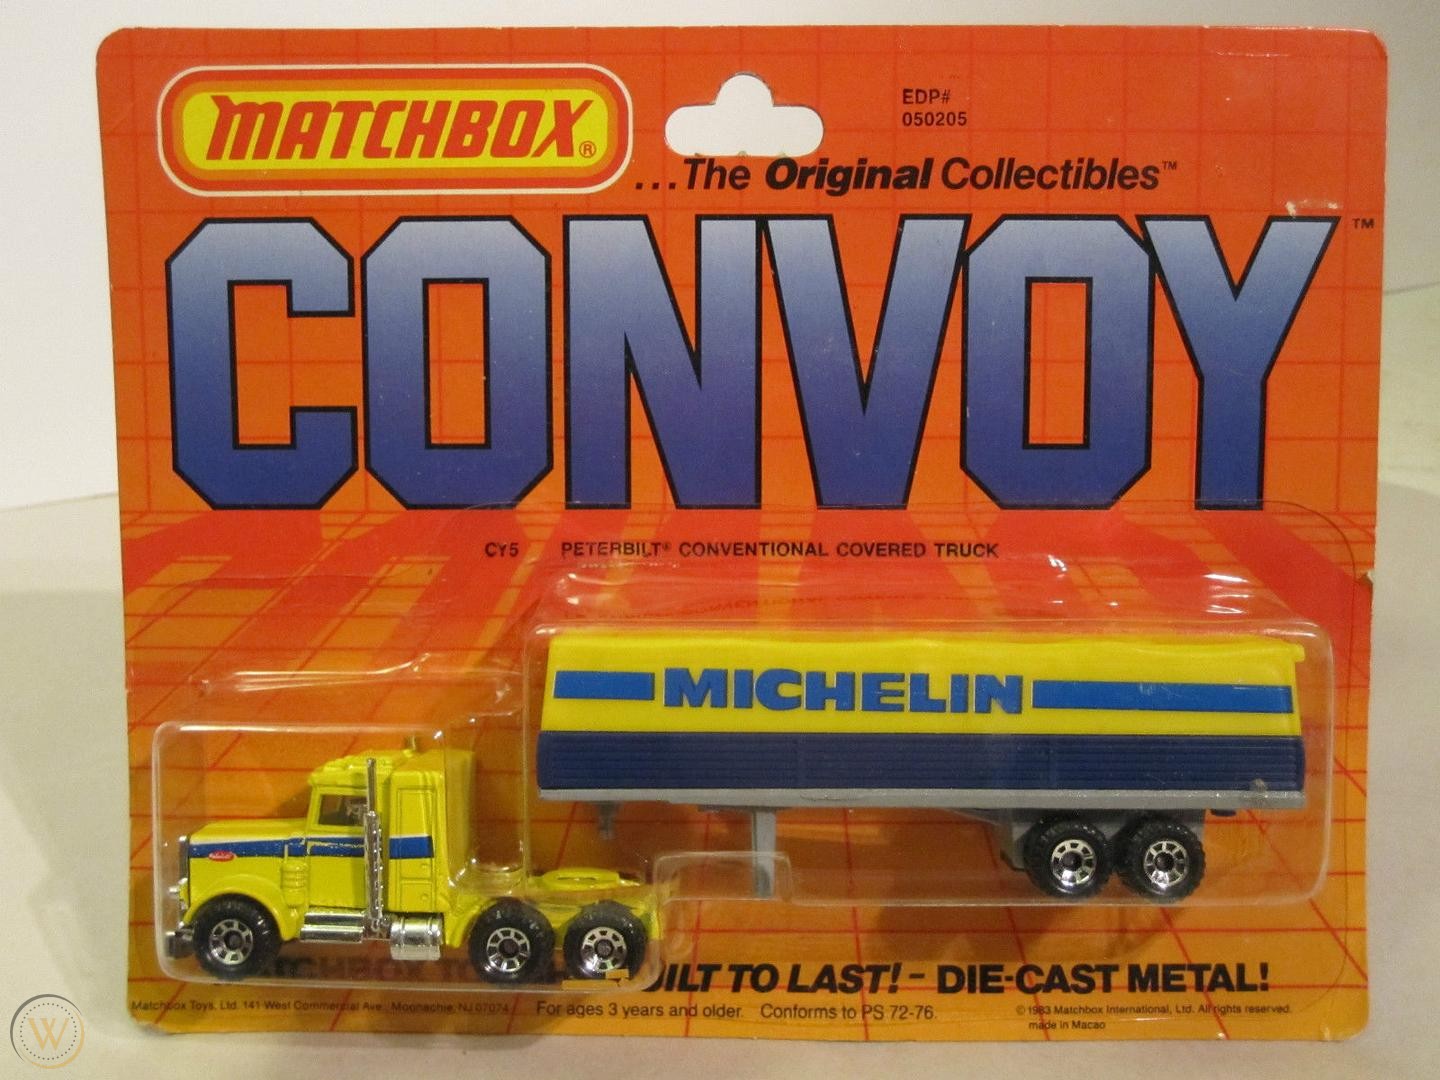 MATCHBOX®
EDP#
050205
...The Original Collectibles™
CONVOY™
CY5 PETERBILT® CONVENTIONAL COVERED TRUCK
MICHELIN
MATCHBOX
BUILT TO LAST! – DIE-CAST METAL!
Matchbox Toys, Ltd. 141 West Commercial Ave., Moonachie, NJ 07074
For ages 3 years and older. Conforms to PS 72-76.
©1983 Matchbox International, Ltd. All rights reserved.
made in Macao
W